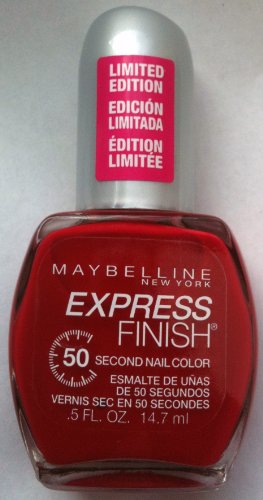 LIMITED
EDITION
EDICIÓN
LIMITADA
ÉDITION
LIMITÉE
MAYBELLINE
NEW YORK
EXPRESS
FINISH®
50 SECOND NAIL COLOR
ESMALTE DE UÑAS
DE 50 SEGUNDOS
VERNIS SEC EN 50 SECONDES
.5 FL. OZ. 14.7 ml